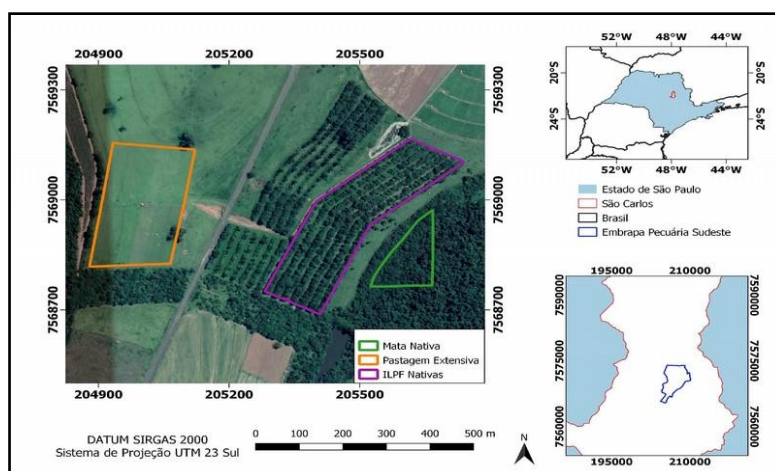 204900 205200 205500
7569300
7569000
7568700
7569300
7569000
7568700
Mata Nativa
Pastagem Extensiva
ILPF Nativas
204900 205200 205500
DATUM SIRGAS 2000
Sistema de Projeção UTM 23 Sul
0 100 200 300 400 500 m
N
52°W 48°W 44°W
20°S
24°S
20°S
24°S
52°W 48°W 44°W
Estado de São Paulo
São Carlos
Brasil
Embrapa Pecuária Sudeste
195000 210000
7590000
7575000
7560000
7590000
7575000
7560000
195000 210000